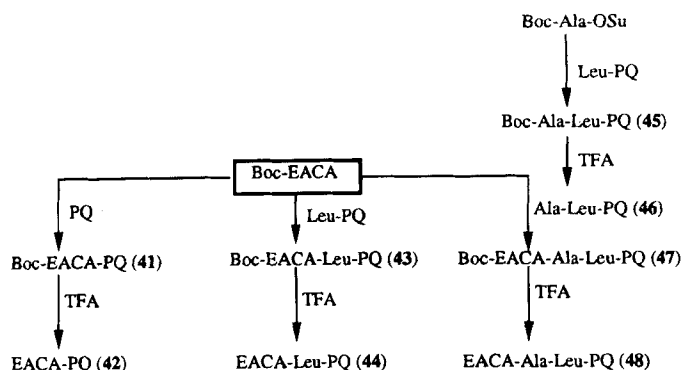 Boc-Ala-OSu
Leu-PQ
Boc-Ala-Leu-PQ (45)
TFA
Boc-EACA
PQ
Leu-PQ
Ala-Leu-PQ (46)
Boc-EACA-PQ (41)
Boc-EACA-Leu-PQ (43)
Boc-EACA-Ala-Leu-PQ (47)
TFA
TFA
TFA
EACA-PQ (42)
EACA-Leu-PQ (44)
EACA-Ala-Leu-PQ (48)